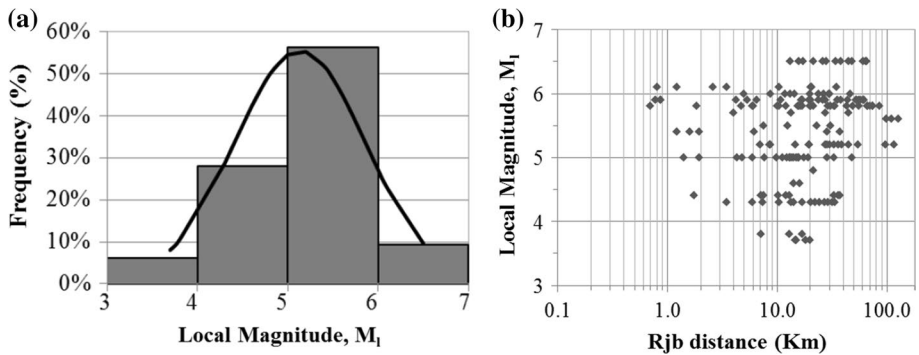 (a)
Frequency (%)
60%
50%
40%
30%
20%
10%
0%
3 4 5 6 7
Local Magnitude, Ml
(b)
Local Magnitude, Ml
7
6
5
4
3
0.1 1.0 10.0 100.0
Rjb distance (Km)